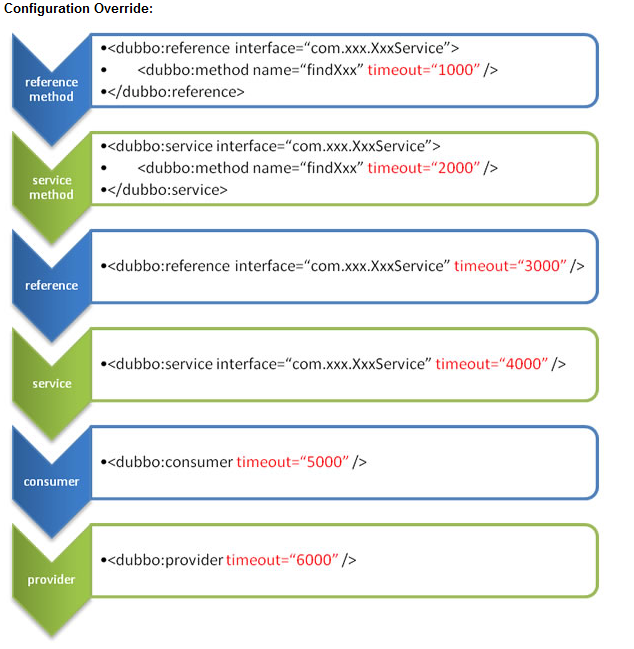 Configuration Override:
reference
method
•<dubbo:reference interface=“com.xxx.XxxService”>
• <dubbo:method name=“findXxx” timeout=“1000” />
•</dubbo:reference>
service
method
•<dubbo:service interface=“com.xxx.XxxService”>
• <dubbo:method name=“findXxx” timeout=“2000” />
•</dubbo:service>
reference
•<dubbo:reference interface=“com.xxx.XxxService” timeout=“3000” />
service
•<dubbo:service interface=“com.xxx.XxxService” timeout=“4000” />
consumer
•<dubbo:consumer timeout=“5000” />
provider
•<dubbo:provider timeout=“6000” />